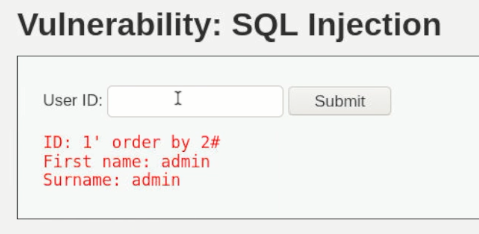 Vulnerability: SQL Injection
User ID: Submit
ID: 1' order by 2#
First name: admin
Surname: admin